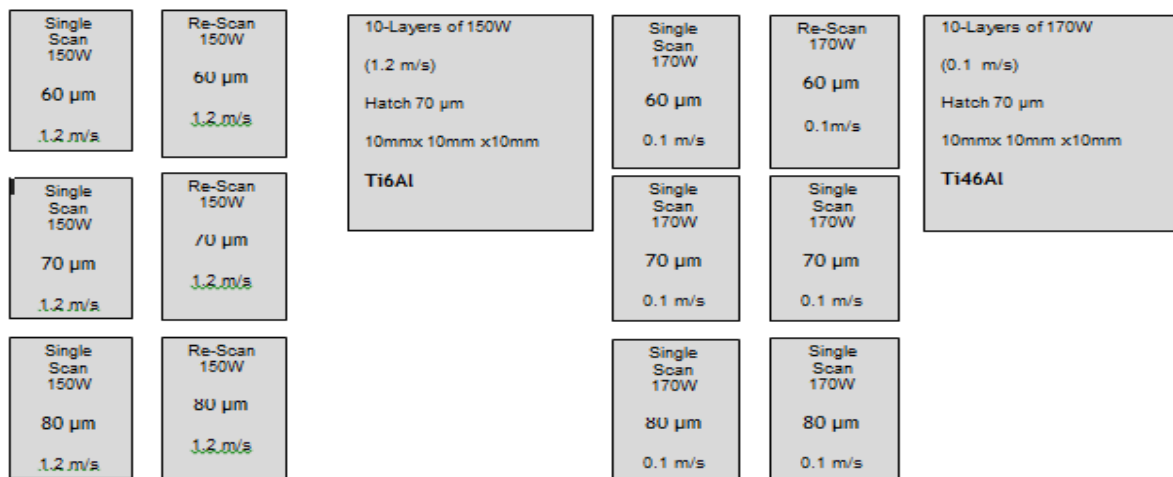 Single
Scan
150W
60 µm
1.2 m/s
Re-Scan
150W
60 µm
1.2 m/s
10-Layers of 150W
(1.2 m/s)
Hatch 70 µm
10mmx 10mm x10mm
Ti6Al
Single
Scan
170W
60 µm
0.1 m/s
Re-Scan
170W
60 µm
0.1m/s
10-Layers of 170W
(0.1 m/s)
Hatch 70 µm
10mmx 10mm x10mm
Ti46Al
Single
Scan
150W
70 µm
1.2 m/s
Re-Scan
150W
70 µm
1.2 m/s
Single
Scan
170W
70 µm
0.1 m/s
Single
Scan
170W
70 µm
0.1 m/s
Single
Scan
150W
80 µm
1.2 m/s
Re-Scan
150W
80 µm
1.2 m/s
Single
Scan
170W
80 µm
0.1 m/s
Single
Scan
170W
80 µm
0.1 m/s